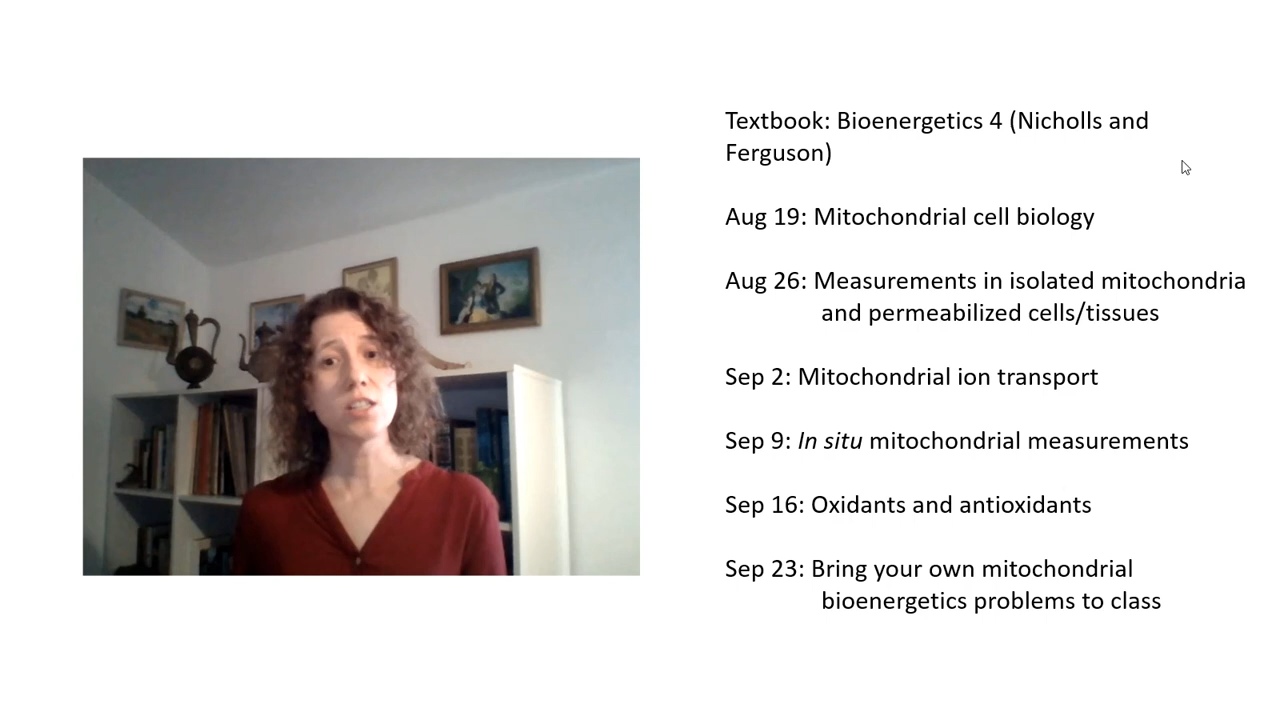 Textbook: Bioenergetics 4 (Nicholls and
Ferguson)
Aug 19: Mitochondrial cell biology
Aug 26: Measurements in isolated mitochondria
and permeabilized cells/tissues
Sep 2: Mitochondrial ion transport
Sep 9: In situ mitochondrial measurements
Sep 16: Oxidants and antioxidants
Sep 23: Bring your own mitochondrial
bioenergetics problems to class